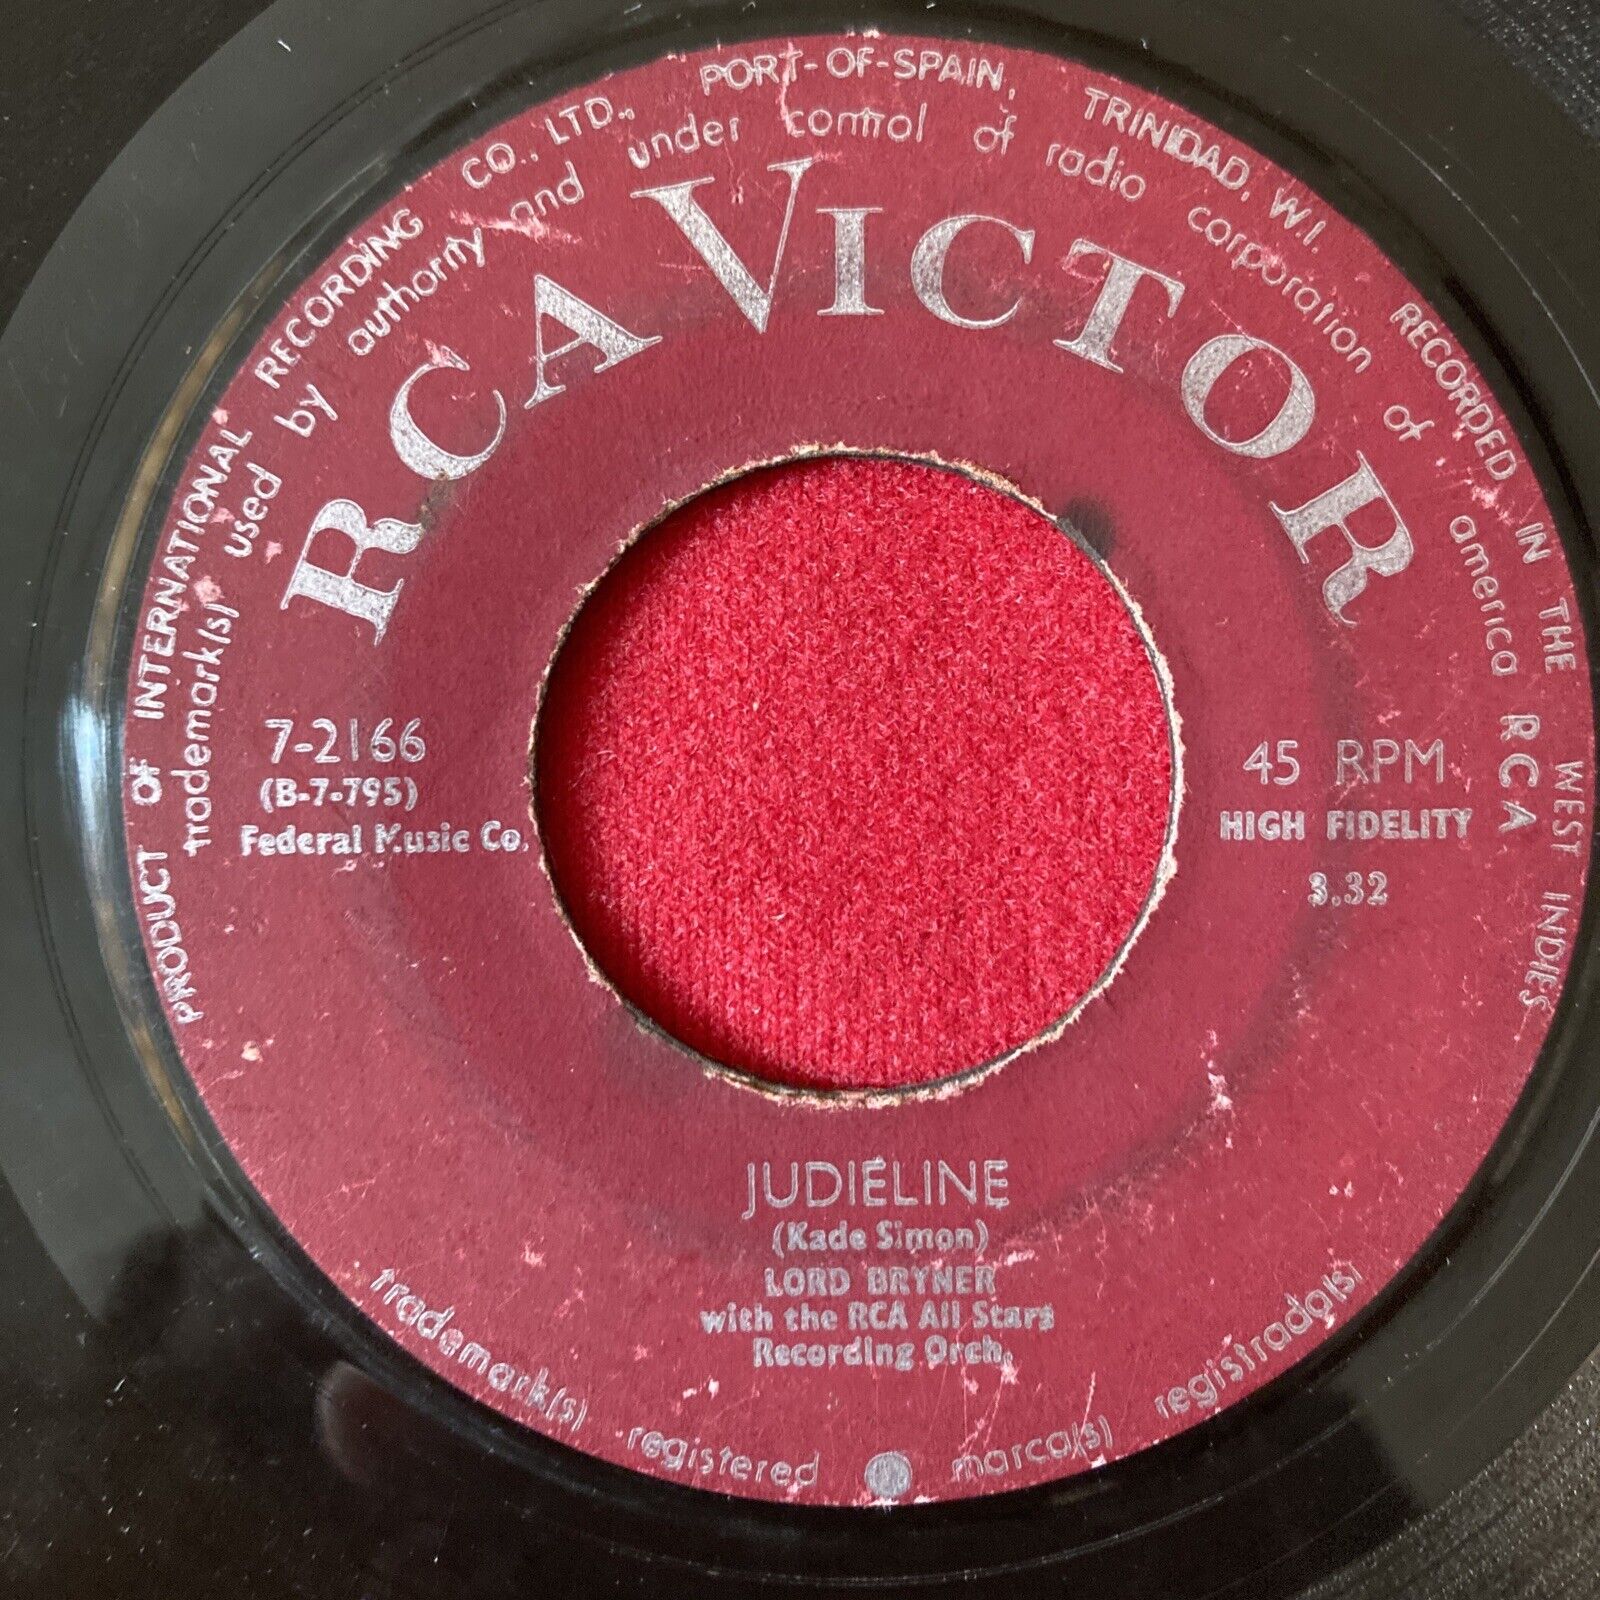 PRODUCT OF INTERNATIONAL RECORDING CO., LTD., PORT-OF-SPAIN, TRINIDAD, W.I. RECORDED IN THE WEST INDIES
trademark(s) used by authority and under control of radio corporation of america RCA
RCA VICTOR
7-2166
(B-7-795)
Federal Music Co.
45 RPM
HIGH FIDELITY
3.32
JUDIELINE
(Kade Simon)
LORD BRYNER
with the RCA All Stars
Recording Orch.
trademark(s) registered marca(s) registrada(s)